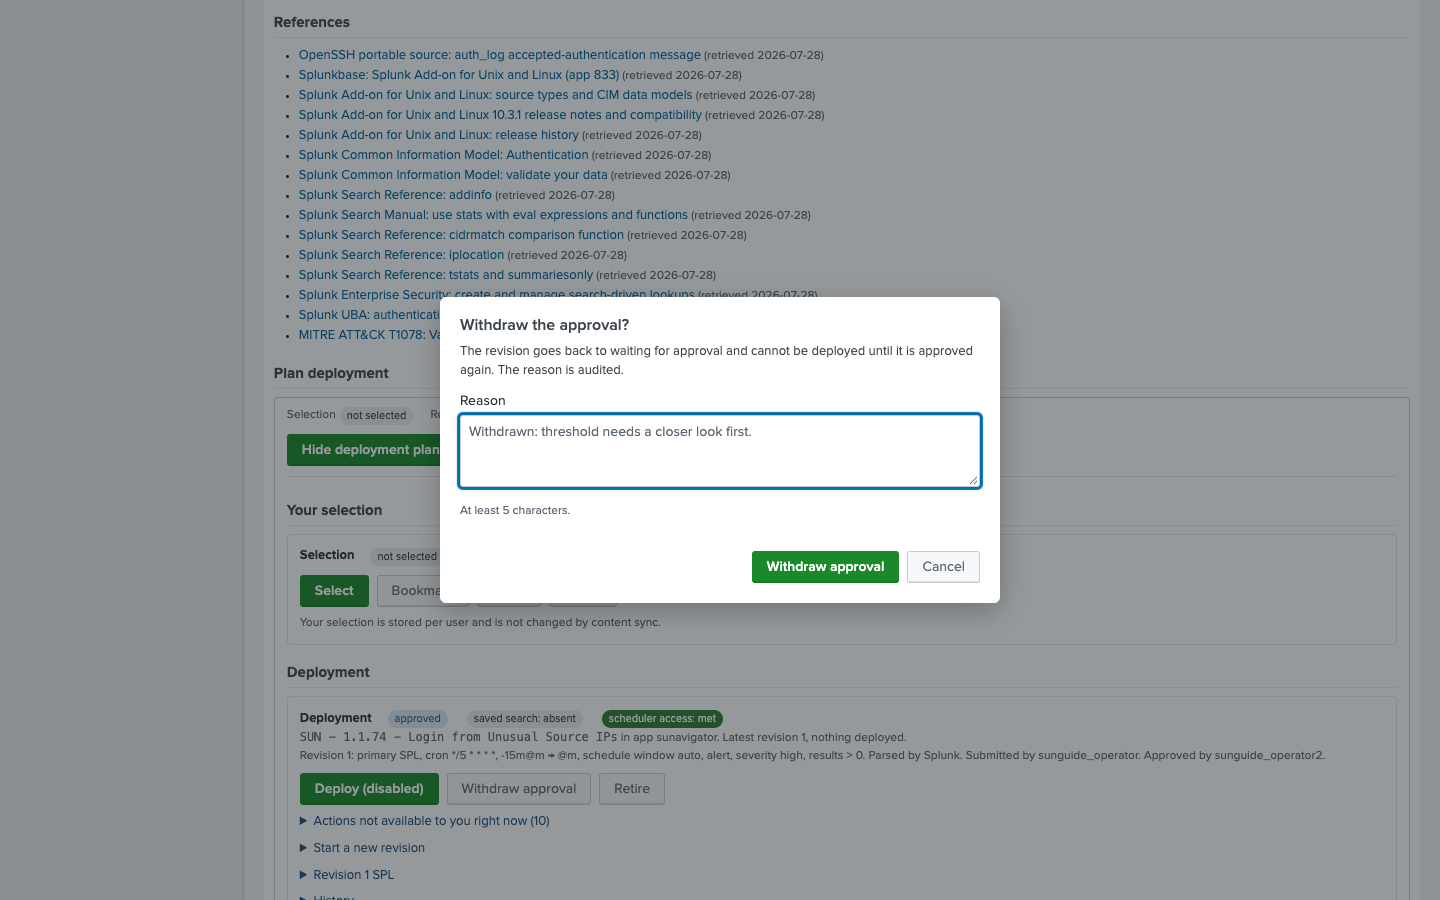 References
OpenSSH portable source: auth_log accepted-authentication message (retrieved 2026-07-28)
Splunkbase: Splunk Add-on for Unix and Linux (app 833) (retrieved 2026-07-28)
Splunk Add-on for Unix and Linux: source types and CIM data models (retrieved 2026-07-28)
Splunk Add-on for Unix and Linux 10.3.1 release notes and compatibility (retrieved 2026-07-28)
Splunk Add-on for Unix and Linux: release history (retrieved 2026-07-28)
Splunk Common Information Model: Authentication (retrieved 2026-07-28)
Splunk Common Information Model: validate your data (retrieved 2026-07-28)
Splunk Search Reference: addinfo (retrieved 2026-07-28)
Splunk Search Manual: use stats with eval expressions and functions (retrieved 2026-07-28)
Splunk Search Reference: cidrmatch comparison function (retrieved 2026-07-28)
Splunk Search Reference: iplocation (retrieved 2026-07-28)
Splunk Search Reference: tstats and summariesonly (retrieved 2026-07-28)
Splunk Enterprise Security: create and manage search-driven lookups (retrieved 2026-07-28)
Splunk UBA:
MITRE ATT&CK T1078:
Withdraw the approval?
The revision goes back to waiting for approval and cannot be deployed until it is approved
again. The reason is audited.
Reason
Withdrawn: threshold needs a closer look first.
At least 5 characters.
Withdraw approval Cancel
Plan deployment
Selection not selected
Hide deployment plan
Your selection
Selection not selected
Select
Your selection is stored per user and is not changed by content sync.
Deployment
Deployment approved saved search: absent scheduler access: met
SUN - 1.1.74 - Login from Unusual Source IPs in app sunavigator. Latest revision 1, nothing deployed.
Revision 1: primary SPL, cron */5 * * * *, -15m@m → @m, schedule window auto, alert, severity high, results > 0. Parsed by Splunk. Submitted by sunguide_operator. Approved by sunguide_operator2.
Deploy (disabled) Withdraw approval Retire
Actions not available to you right now (10)
Start a new revision
Revision 1 SPL